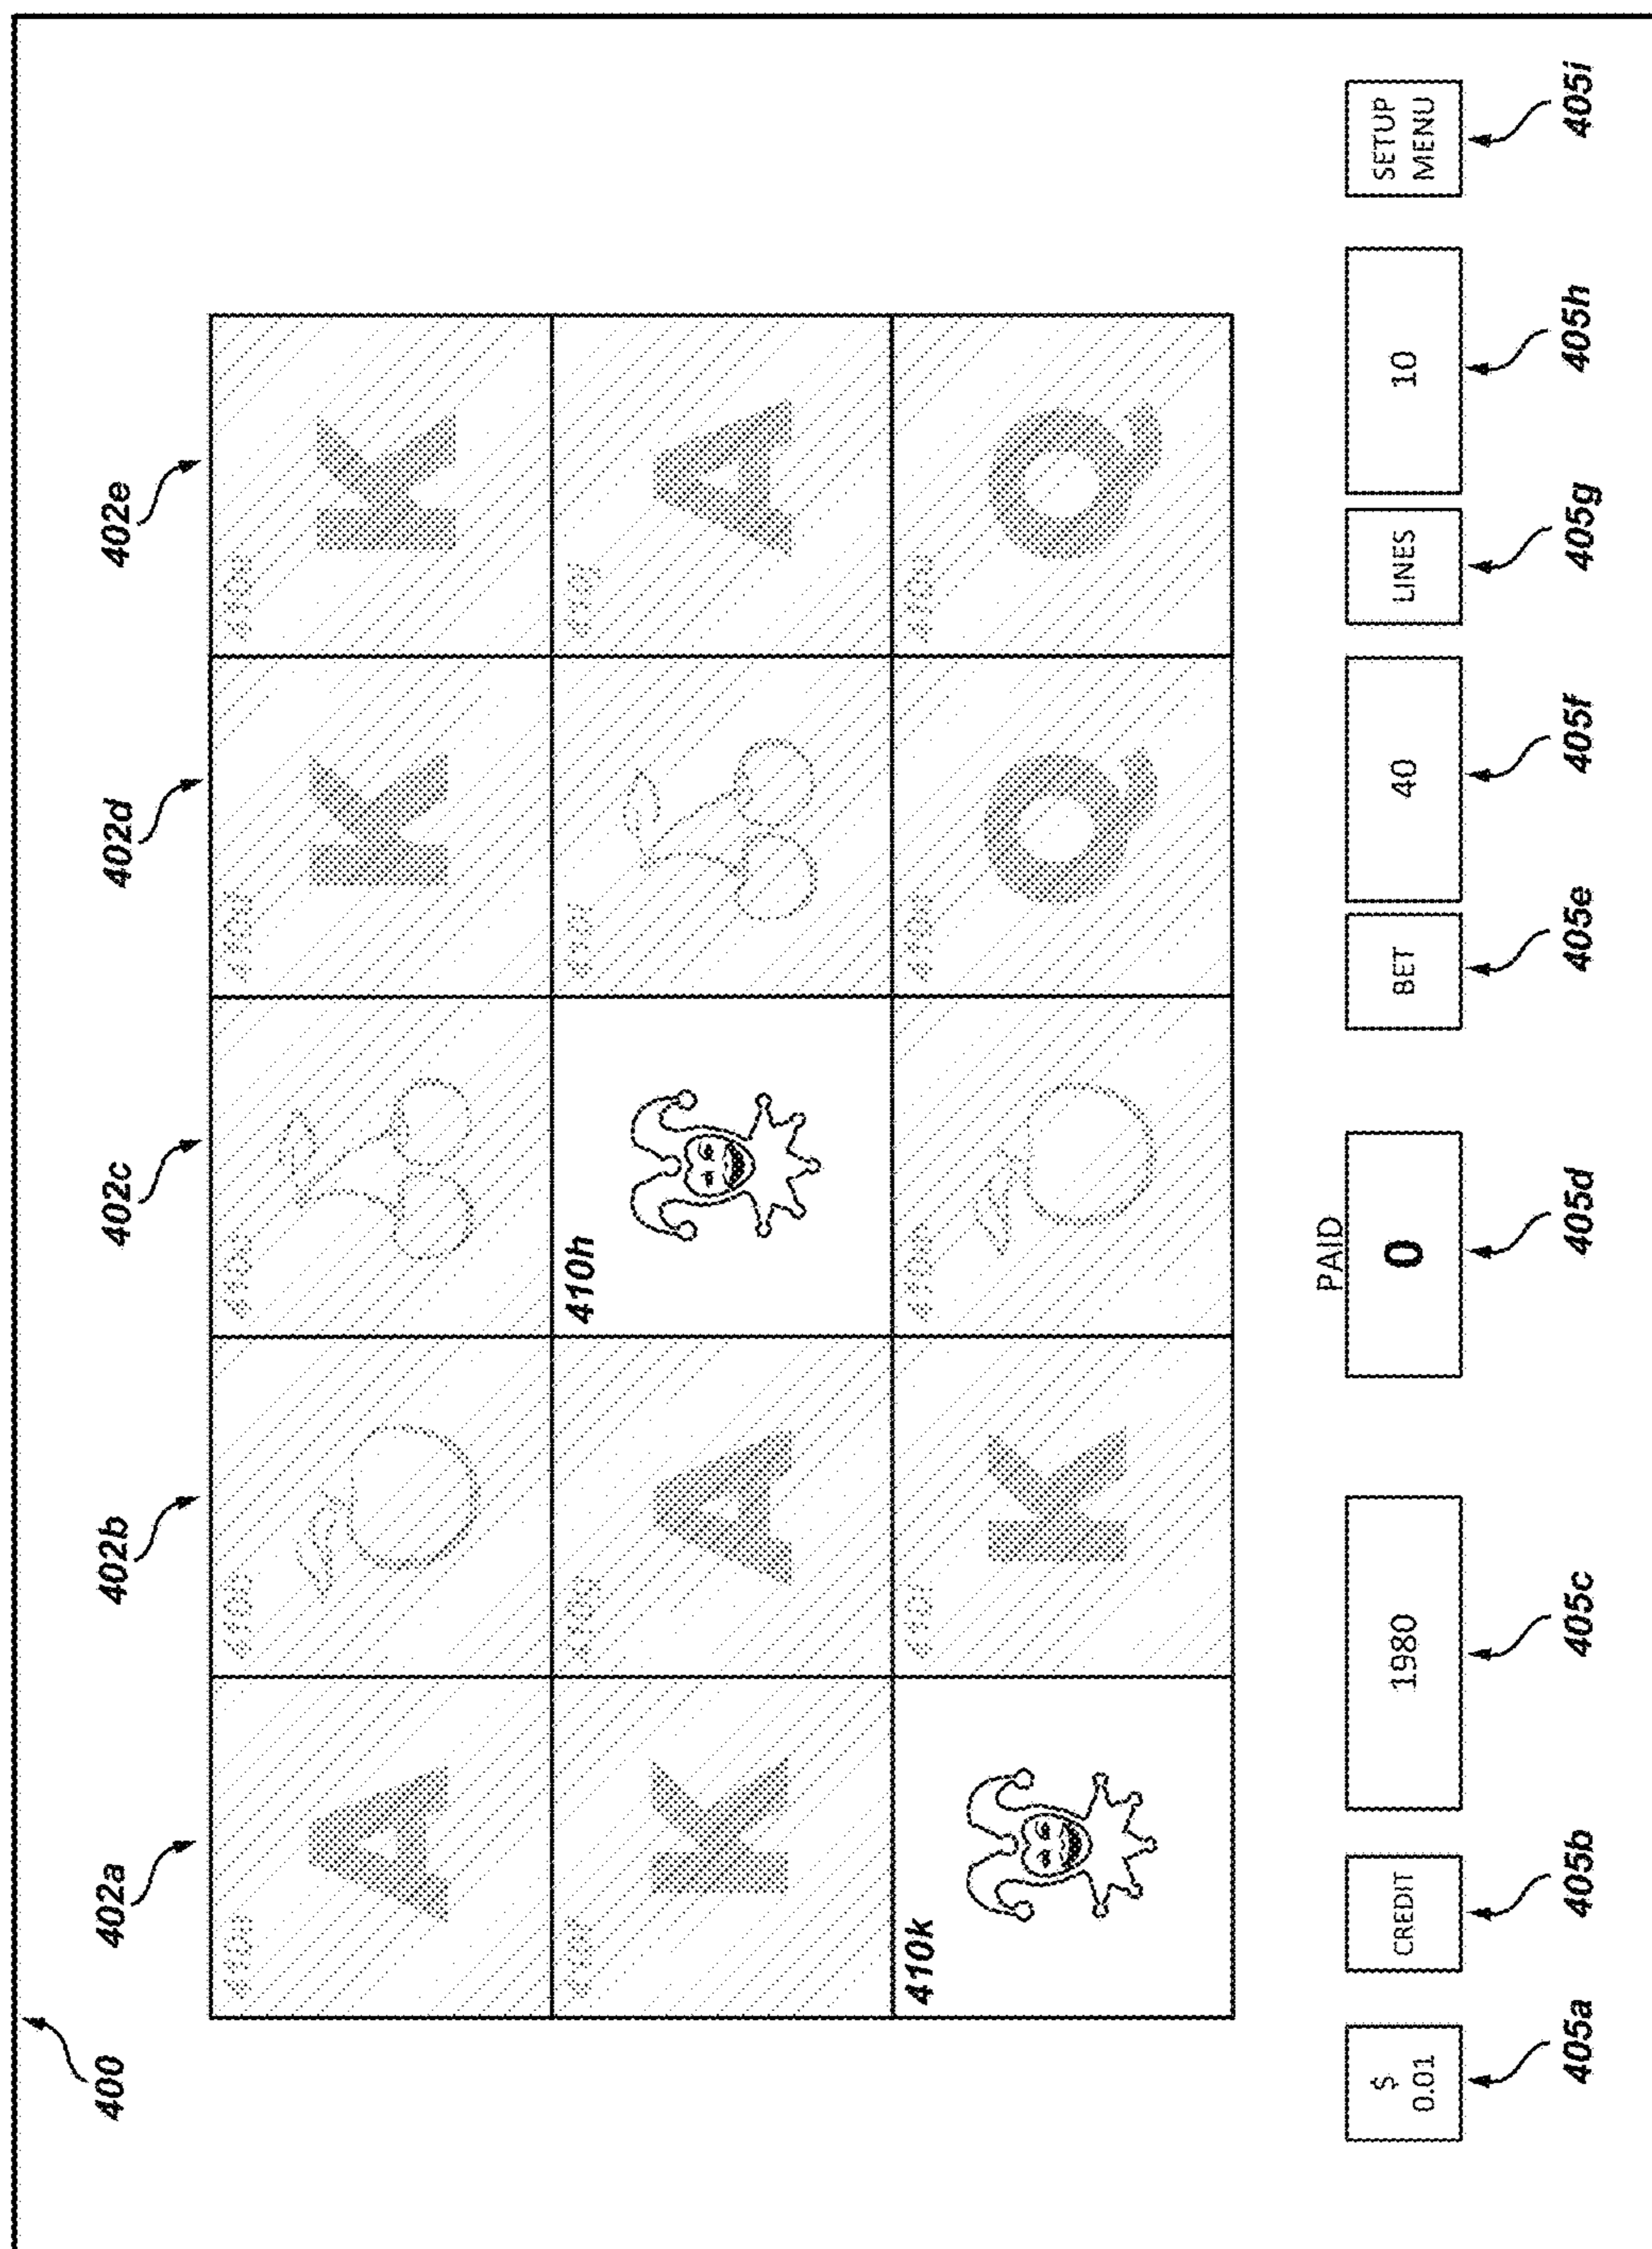 400
402a
402b
402c
402d
402e
A
K
K
K
A
410h
A
410k
K
Q
Q
PAID
$
0.01
CREDIT
1980
0
BET
40
LINES
10
SETUP
MENU
405a
405b
405c
405d
405e
405f
405g
405h
405i